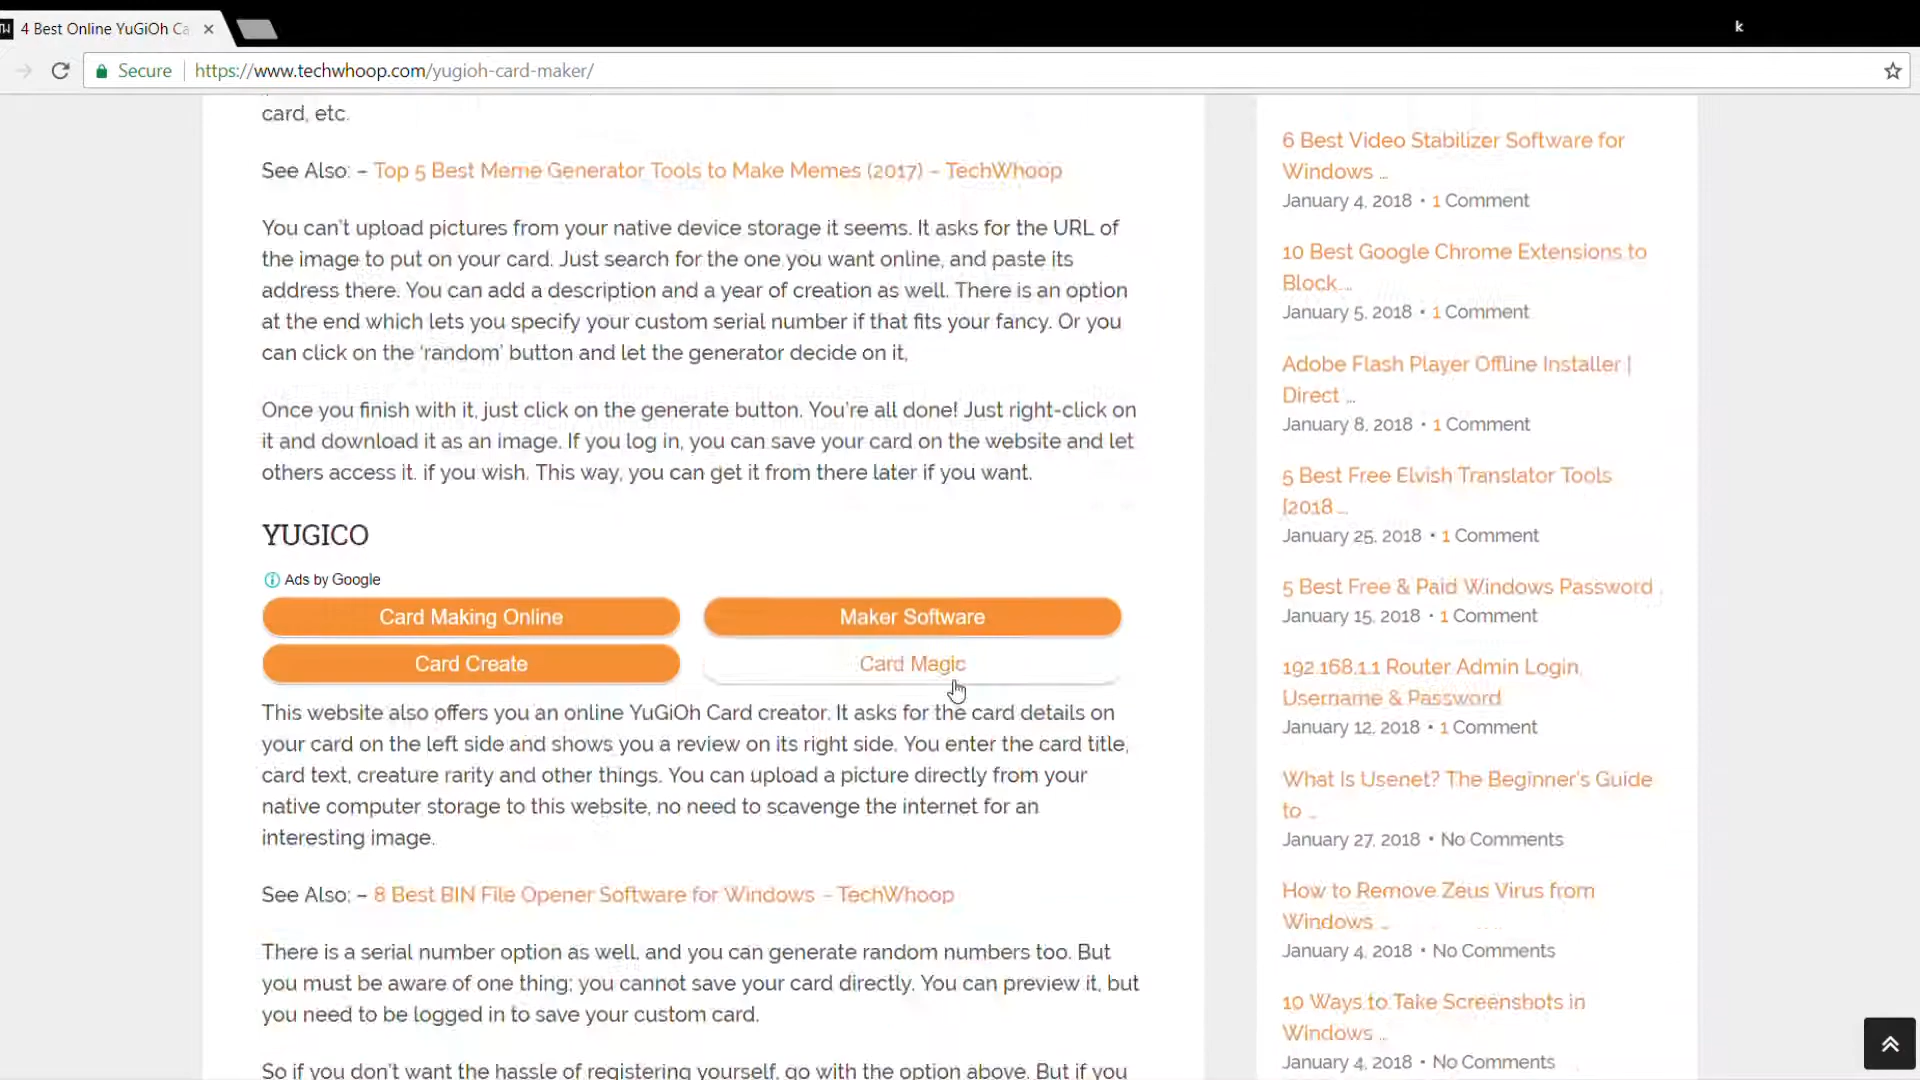 4 Best Online YuGiOh Ca
k
Secure
https://www.techwhoop.com/yugioh-card-maker/
card, etc.
See Also: – Top 5 Best Meme Generator Tools to Make Memes (2017) – TechWhoop
You can't upload pictures from your native device storage it seems. It asks for the URL of
the image to put on your card. Just search for the one you want online, and paste its
address there. You can add a description and a year of creation as well. There is an option
at the end which lets you specify your custom serial number if that fits your fancy. Or you
can click on the ‘random’ button and let the generator decide on it,
Once you finish with it, just click on the generate button. You're all done! Just right-click on
it and download it as an image. If you log in, you can save your card on the website and let
others access it. if you wish. This way, you can get it from there later if you want.
YUGICO
Ads by Google
Card Making Online
Maker Software
Card Create
Card Magic
This website also offers you an online YuGiOh Card creator. It asks for the card details on
your card on the left side and shows you a review on its right side. You enter the card title,
card text, creature rarity and other things. You can upload a picture directly from your
native computer storage to this website, no need to scavenge the internet for an
interesting image.
See Also: – 8 Best BIN File Opener Software for Windows – TechWhoop
There is a serial number option as well, and you can generate random numbers too. But
you must be aware of one thing; you cannot save your card directly. You can preview it, but
you need to be logged in to save your custom card.
So if you don't want the hassle of registering yourself, go with the option above. But if you
6 Best Video Stabilizer Software for
Windows ...
January 4, 2018 • 1 Comment
10 Best Google Chrome Extensions to
Block ...
January 5, 2018 • 1 Comment
Adobe Flash Player Offline Installer |
Direct ...
January 8, 2018 • 1 Comment
5 Best Free Elvish Translator Tools
[2018 ...
January 25, 2018 • 1 Comment
5 Best Free & Paid Windows Password
January 15, 2018 • 1 Comment
192.168.1.1 Router Admin Login,
Username & Password
January 12, 2018 • 1 Comment
What Is Usenet? The Beginner's Guide
to ...
January 27, 2018 • No Comments
How to Remove Zeus Virus from
Windows ...
January 4, 2018 • No Comments
10 Ways to Take Screenshots in
Windows ...
January 4, 2018 • No Comments